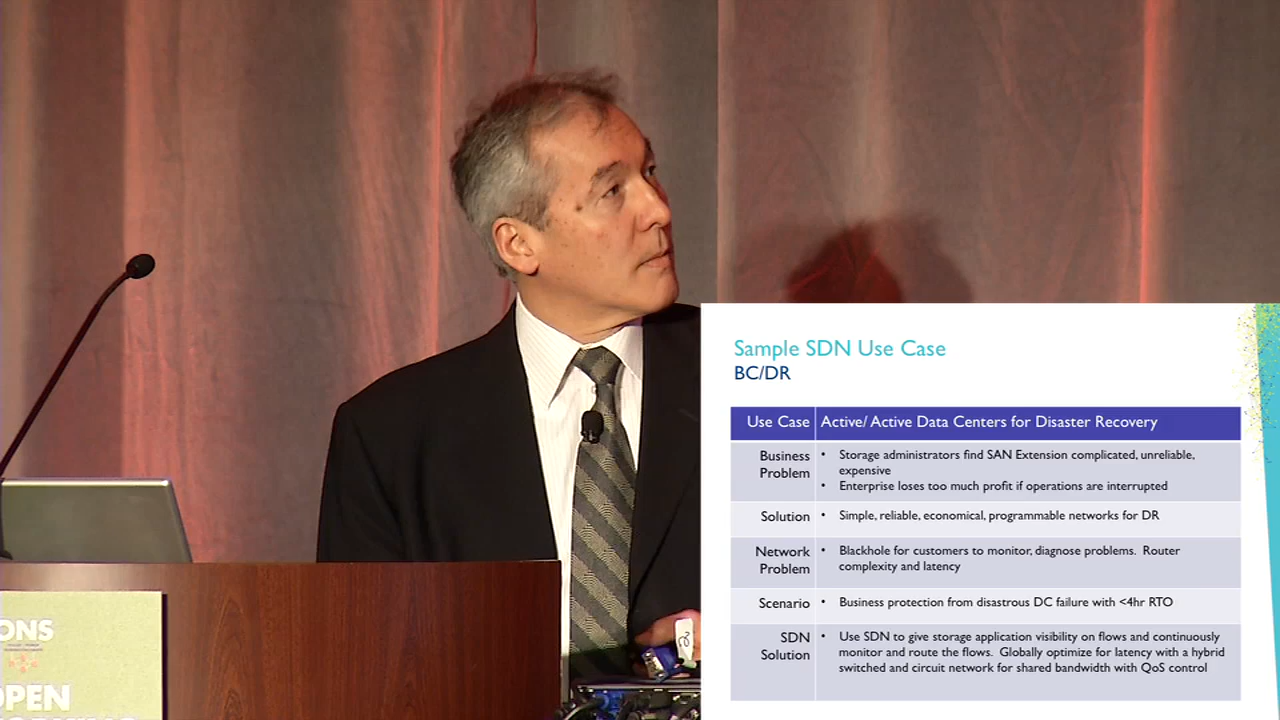 Sample SDN Use Case
BC/DR
Use Case
Active/ Active Data Centers for Disaster Recovery
Business
Problem
• Storage administrators find SAN Extension complicated, unreliable,
expensive
• Enterprise loses too much profit if operations are interrupted
Solution
• Simple, reliable, economical, programmable networks for DR
Network
Problem
• Blackhole for customers to monitor, diagnose problems. Router
complexity and latency
Scenario
• Business protection from disastrous DC failure with <4hr RTO
SDN
Solution
• Use SDN to give storage application visibility on flows and continuously
monitor and route the flows. Globally optimize for latency with a hybrid
switched and circuit network for shared bandwidth with QoS control
ONS
OPEN